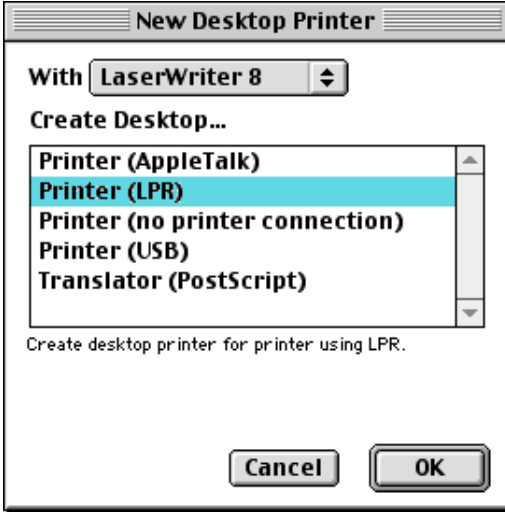 New Desktop Printer
With LaserWriter 8
Create Desktop...
Printer (AppleTalk)
Printer (LPR)
Printer (no printer connection)
Printer (USB)
Translator (PostScript)
Create desktop printer for printer using LPR.
Cancel OK